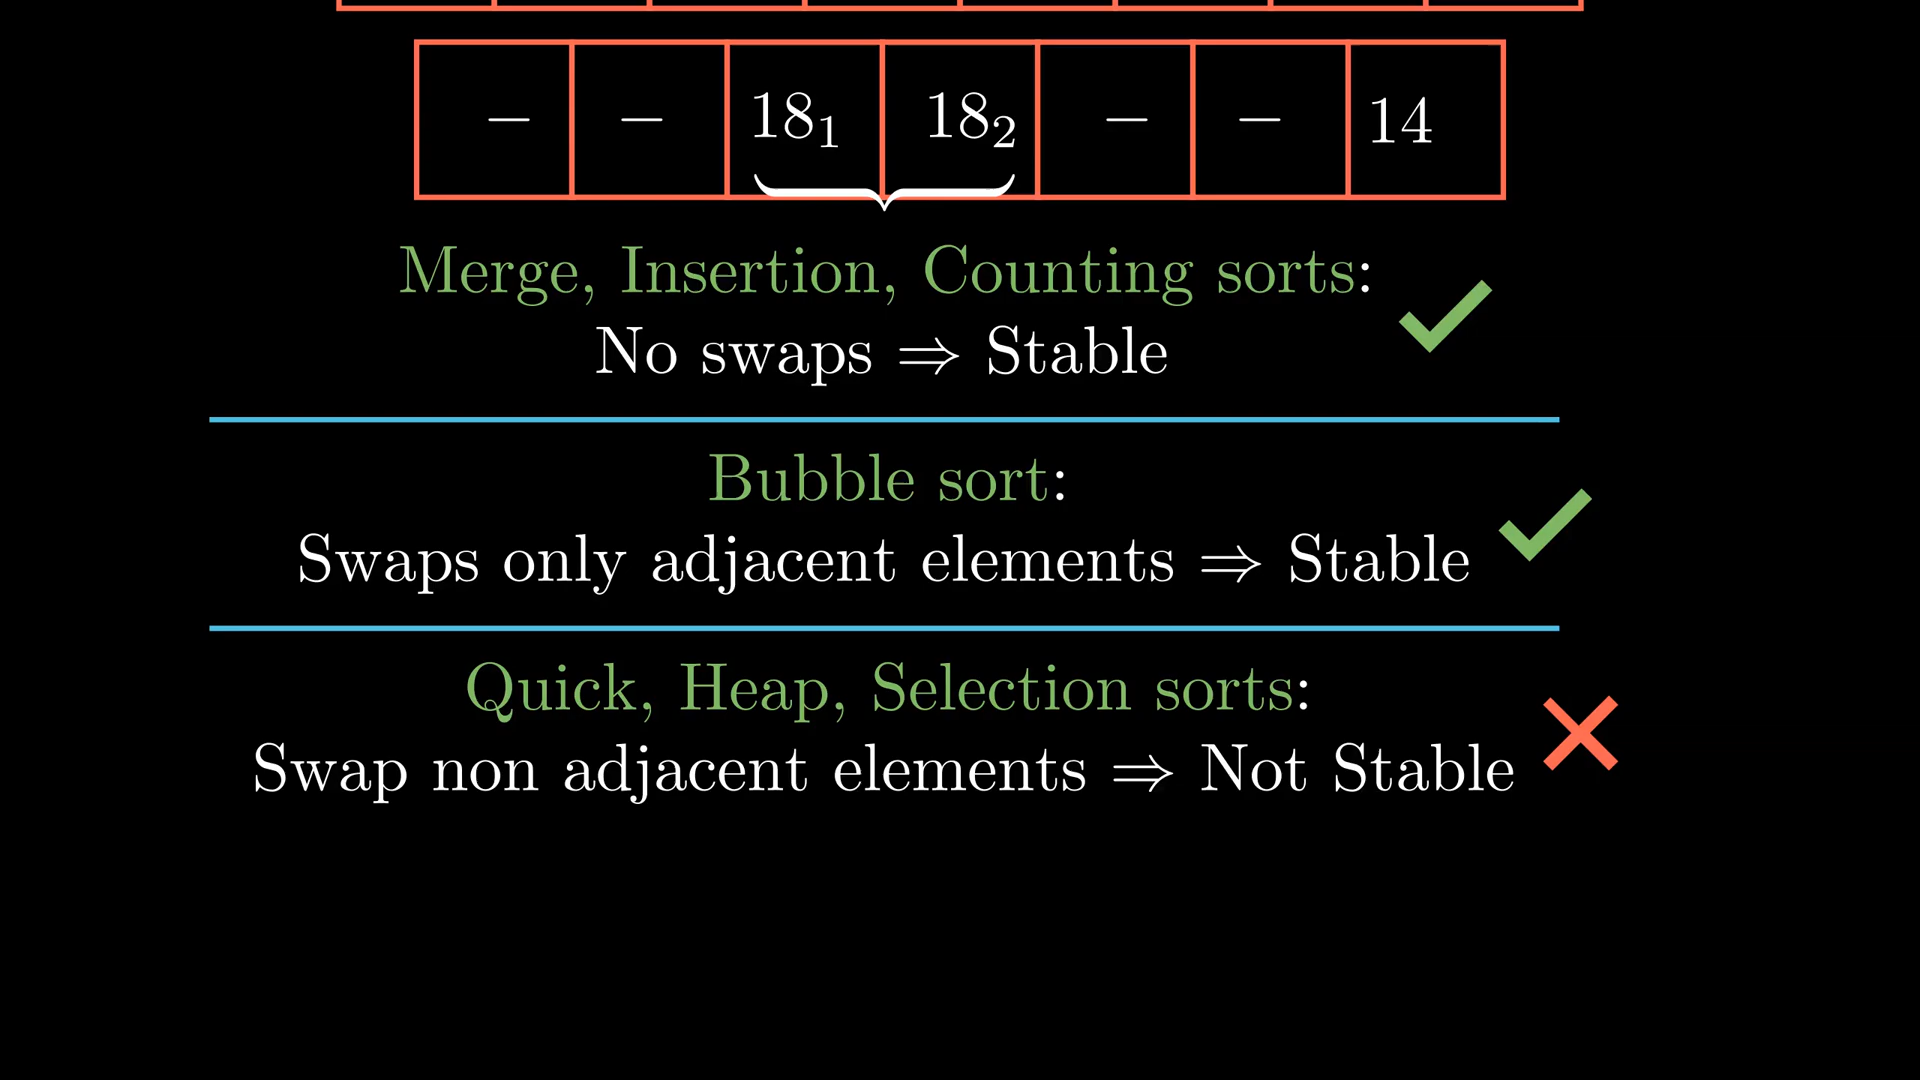 – – 18₁ 18₂ – – 14
Merge, Insertion, Counting sorts:
No swaps ⇒ Stable
Bubble sort:
Swaps only adjacent elements ⇒ Stable
Quick, Heap, Selection sorts:
Swap non adjacent elements ⇒ Not Stable